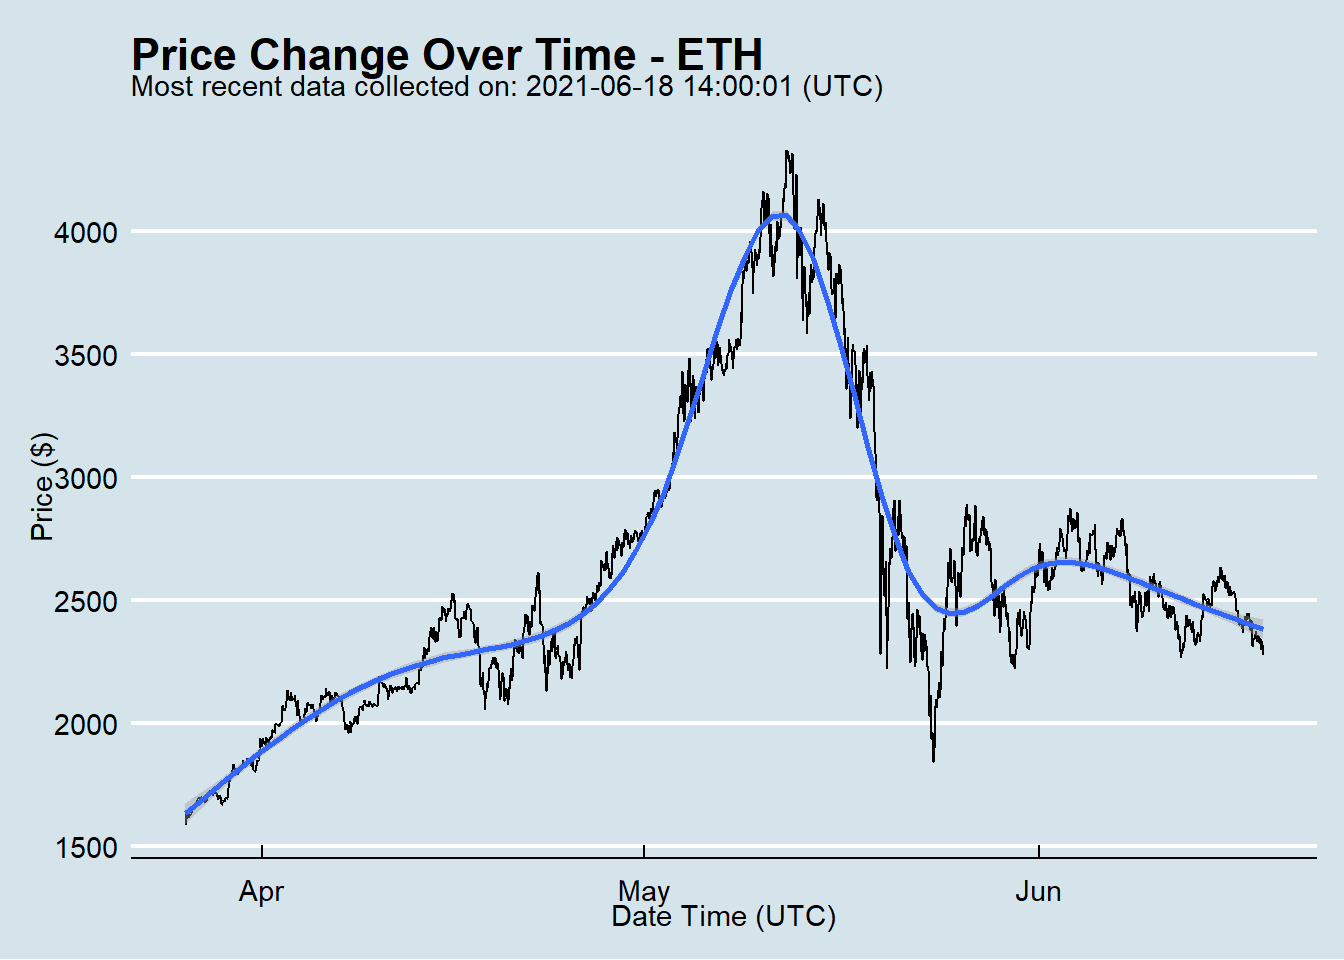 Price Change Over Time - ETH
Most recent data collected on: 2021-06-18 14:00:01 (UTC)
Price ($)
4000
3500
3000
2500
2000
1500
Apr
May
Jun
Date Time (UTC)